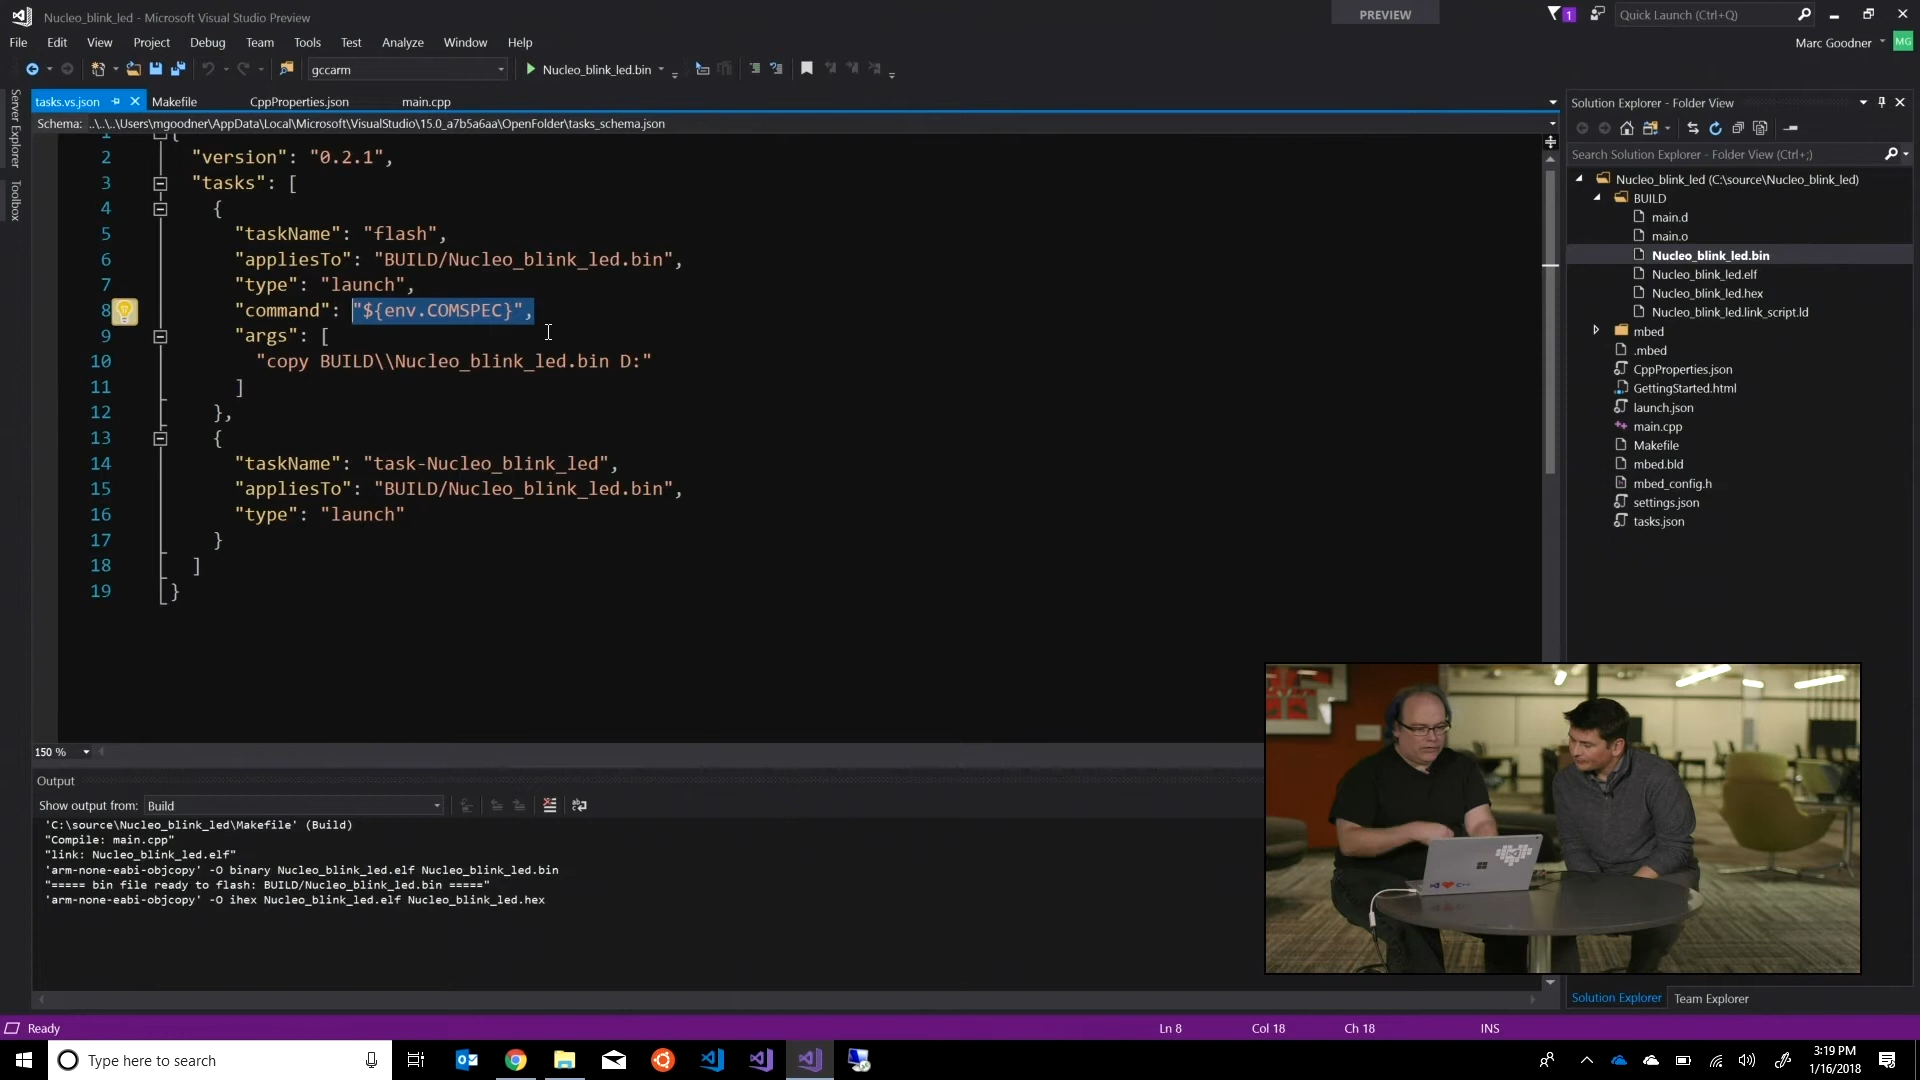 Nucleo_blink_led - Microsoft Visual Studio Preview
PREVIEW
1
Quick Launch (Ctrl+Q)
File Edit View Project Debug Team Tools Test Analyze Window Help
Marc Goodner
MG
gccarm
Nucleo_blink_led.bin
Server Explorer
Toolbox
tasks.vs.json Makefile CppProperties.json main.cpp
Schema: ..\..\..\Users\mgoodner\AppData\Local\Microsoft\VisualStudio\15.0_a7b5a6aa\OpenFolder\tasks_schema.json
1 {
2 "version": "0.2.1",
3 "tasks": [
4 {
5 "taskName": "flash",
6 "appliesTo": "BUILD/Nucleo_blink_led.bin",
7 "type": "launch",
8 "command": "${env.COMSPEC}",
9 "args": [
10 "copy BUILD\\Nucleo_blink_led.bin D:"
11 ]
12 },
13 {
14 "taskName": "task-Nucleo_blink_led",
15 "appliesTo": "BUILD/Nucleo_blink_led.bin",
16 "type": "launch"
17 }
18 ]
19 }
150 %
Output
Show output from: Build
'C:\source\Nucleo_blink_led\Makefile' (Build)
"Compile: main.cpp"
"link: Nucleo_blink_led.elf"
'arm-none-eabi-objcopy' -O binary Nucleo_blink_led.elf Nucleo_blink_led.bin
"===== bin file ready to flash: BUILD/Nucleo_blink_led.bin ====="
'arm-none-eabi-objcopy' -O ihex Nucleo_blink_led.elf Nucleo_blink_led.hex
Solution Explorer - Folder View
Search Solution Explorer - Folder View (Ctrl+;)
Nucleo_blink_led (C:\source\Nucleo_blink_led)
BUILD
main.d
main.o
Nucleo_blink_led.bin
Nucleo_blink_led.elf
Nucleo_blink_led.hex
Nucleo_blink_led.link_script.ld
mbed
.mbed
CppProperties.json
GettingStarted.html
launch.json
main.cpp
Makefile
mbed.bld
mbed_config.h
settings.json
tasks.json
Solution Explorer Team Explorer
Ready
Ln 8 Col 18 Ch 18 INS
Type here to search
3:19 PM
1/16/2018